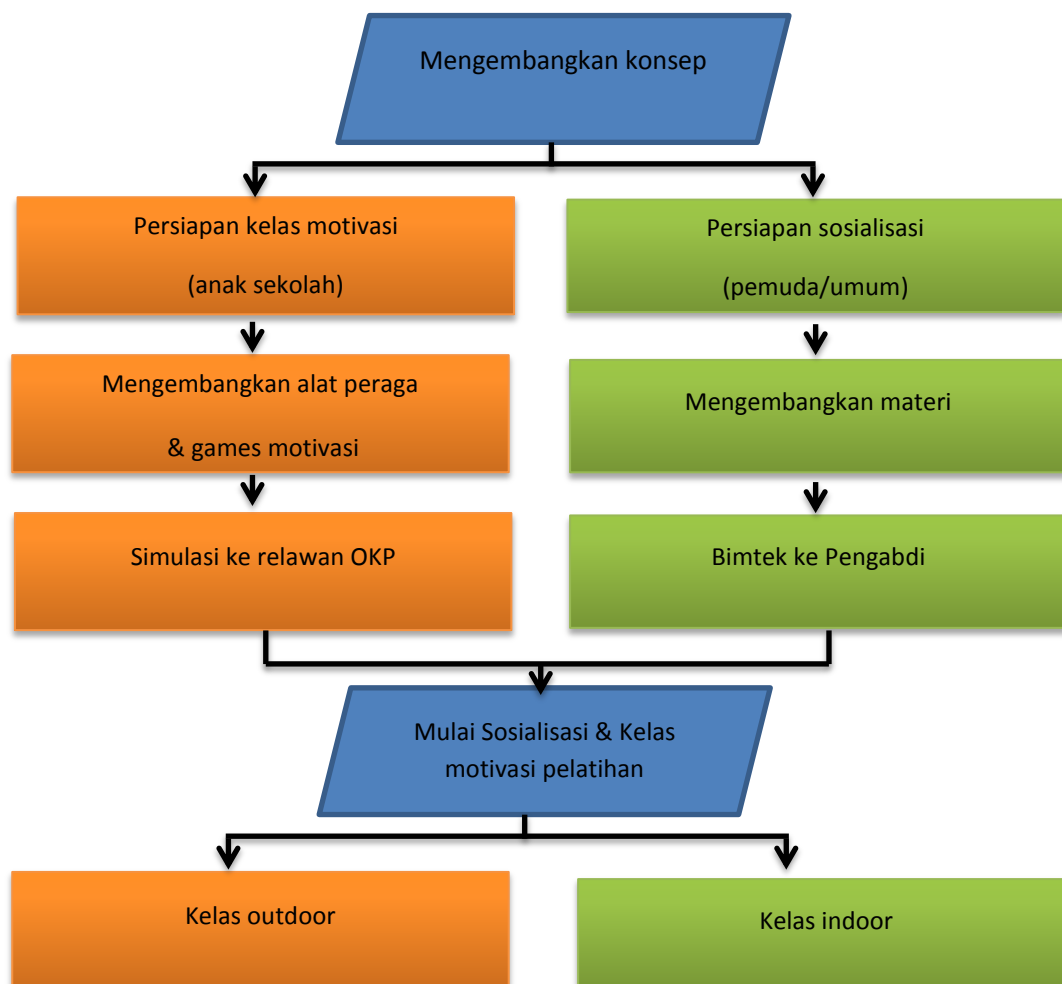 Mengembangkan konsep
Persiapan kelas motivasi
(anak sekolah)
Persiapan sosialisasi
(pemuda/umum)
Mengembangkan alat peraga
& games motivasi
Mengembangkan materi
Simulasi ke relawan OKP
Bimtek ke Pengabdi
Mulai Sosialisasi & Kelas
motivasi pelatihan
Kelas outdoor
Kelas indoor